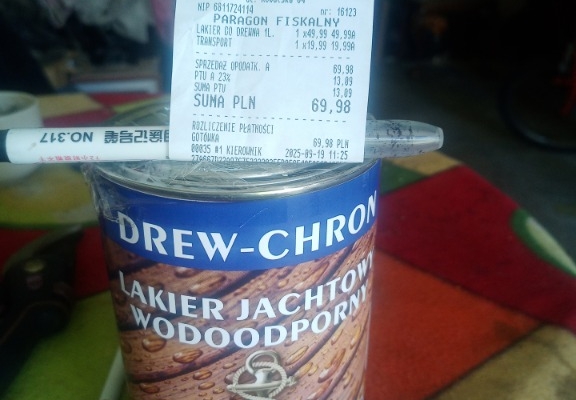 NIP 6811724114 nr: 16123
PARAGON FISKALNY
LAKIER DO DREWNA 1L. 1 x49,99 49,99A
TRANSPORT 1 x19,99 19,99A
SPRZEDAŻ OPODATK. A 69,98
PTU A 23% 13,09
SUMA PTU 13,09
SUMA PLN 69,98
ROZLICZENIE PŁATNOŚCI
GOTÓWKA 69,98 PLN
00035 #1 KIEROWNIK 2025-09-19 11:25
NO.317
DREW-CHRON
LAKIER JACHTOWY
WODOODPORNY